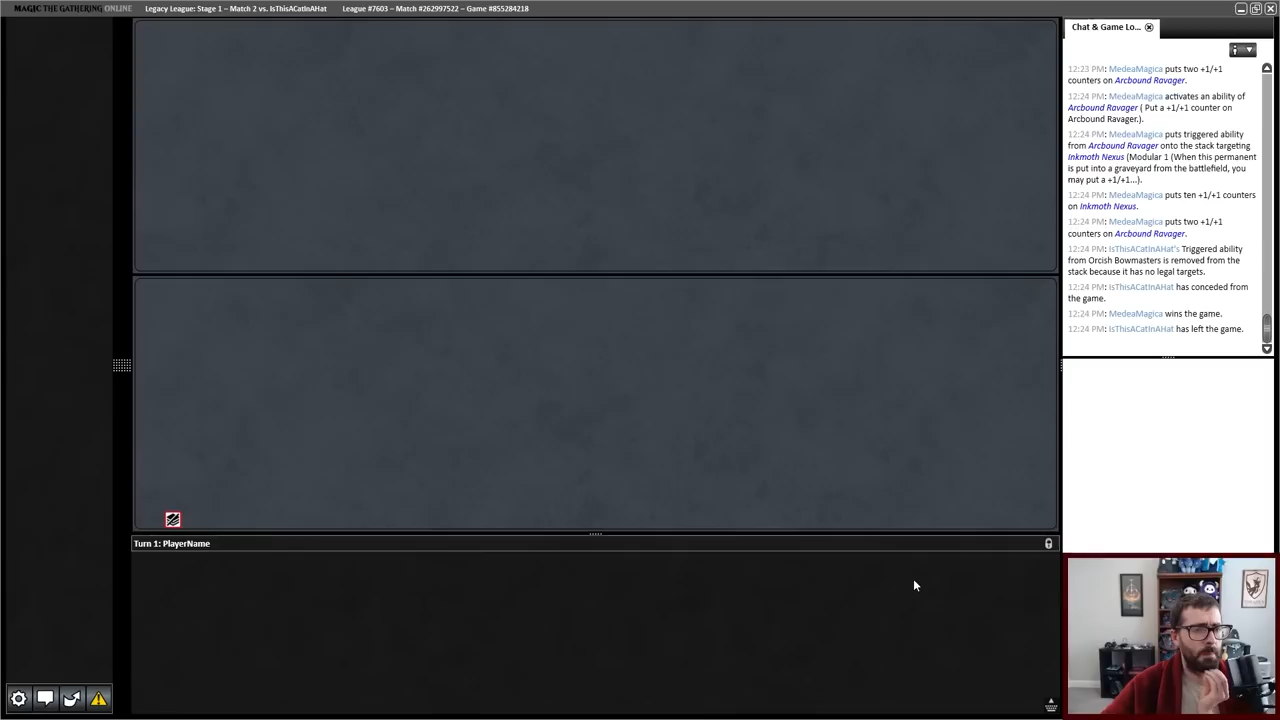 MAGIC THE GATHERING ONLINE Legacy League: Stage 1 – Match 2 vs. IsThisACatInAHat League #7603 – Match #262997522 – Game #855284218
Chat & Game Lo...
12:23 PM: MedeaMagica puts two +1/+1
counters on Arcbound Ravager.
12:24 PM: MedeaMagica activates an ability of
Arcbound Ravager ( Put a +1/+1 counter on
Arcbound Ravager.).
12:24 PM: MedeaMagica puts triggered ability
from Arcbound Ravager onto the stack targeting
Inkmoth Nexus (Modular 1 (When this permanent
is put into a graveyard from the battlefield, you
may put a +1/+1...).
12:24 PM: MedeaMagica puts ten +1/+1 counters
on Inkmoth Nexus.
12:24 PM: MedeaMagica puts two +1/+1
counters on Arcbound Ravager.
12:24 PM: IsThisACatInAHat's Triggered ability
from Orcish Bowmasters is removed from the
stack because it has no legal targets.
12:24 PM: IsThisACatInAHat has conceded from
the game.
12:24 PM: MedeaMagica wins the game.
12:24 PM: IsThisACatInAHat has left the game.
Turn 1: PlayerName